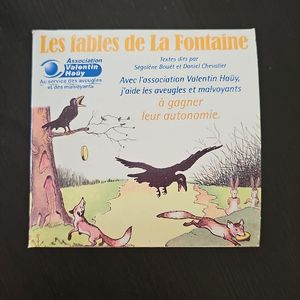 Les fables de La Fontaine
Textes dits par
Ségolène Bouët et Daniel Chevalier
Association
Valentin
Haüy
Au service des aveugles
et des malvoyants
Avec l'association Valentin Haüy,
j'aide les aveugles et malvoyants
à gagner
leur autonomie.